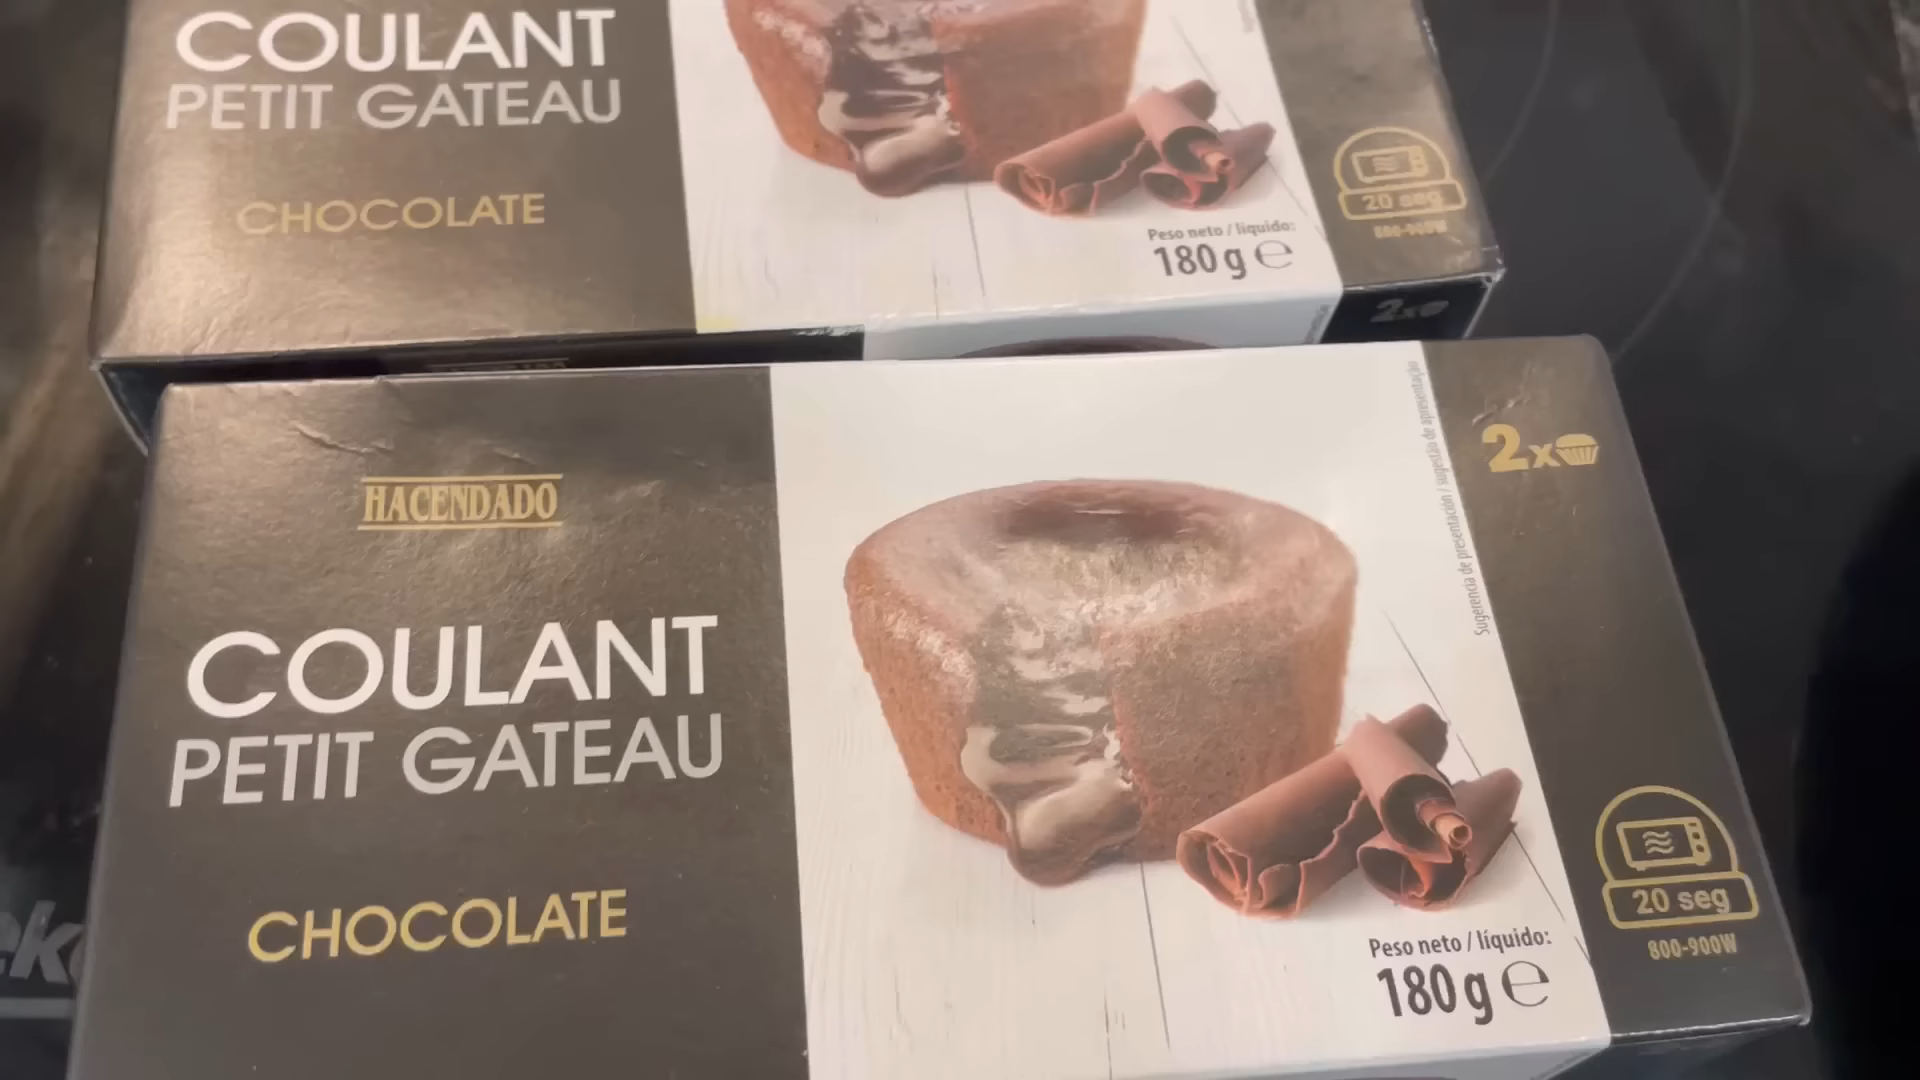 COULANT
PETIT GATEAU
CHOCOLATE
Peso neto / líquido:
180 g ℮
20 seg
800-900W
2x
HACENDADO
COULANT
PETIT GATEAU
CHOCOLATE
Sugerencia de presentación / sugestão de apresentação
2x
Peso neto / líquido:
180 g ℮
20 seg
800-900W